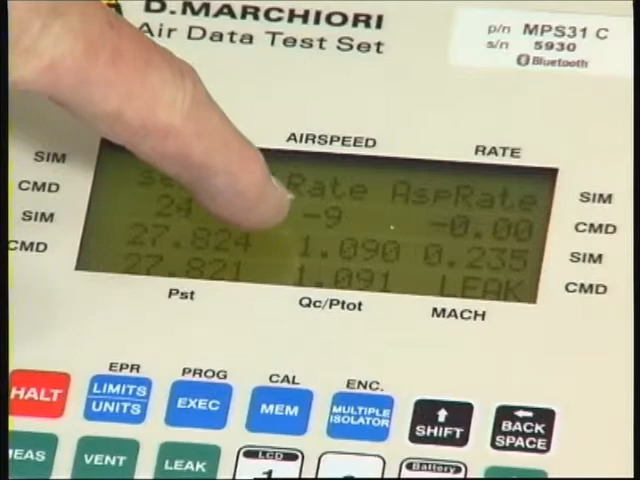 D.MARCHIORI
Air Data Test Set
p/n MPS31 C
s/n 5930
Bluetooth
AIRSPEED
RATE
SIM
CMD
SIM
CMD
Rate AspRate
24 -9 -0.00
27.824 1.090 0.235
27.821 1.091 LEAK
SIM
CMD
SIM
CMD
Pst Qc/Ptot MACH
EPR PROG CAL ENC.
HALT
LIMITS
UNITS
EXEC
MEM
MULTIPLE
ISOLATOR
SHIFT
BACK
SPACE
VENT
LEAK
LCD
1
Battery